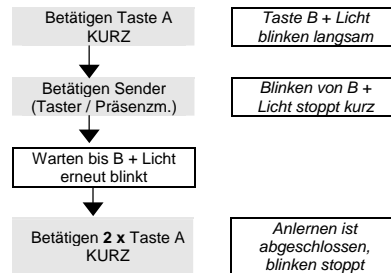 Betätigen Taste A
KURZ
Taste B + Licht
blinken langsam
Betätigen Sender
(Taster / Präsenzm.)
Blinken von B +
Licht stoppt kurz
Warten bis B + Licht
erneut blinkt
Betätigen 2 x Taste A
KURZ
Anlernen ist
abgeschlossen,
blinken stoppt